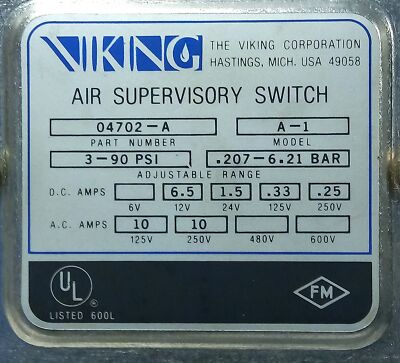 VIKING THE VIKING CORPORATION
HASTINGS, MICH. USA 49058
AIR SUPERVISORY SWITCH
04702-A A-1
PART NUMBER MODEL
3-90 PSI .207-6.21 BAR
ADJUSTABLE RANGE
D.C. AMPS 6.5 1.5 .33 .25
6V 12V 24V 125V 250V
A.C. AMPS 10 10
125V 250V 480V 600V
UL FM
LISTED 600L